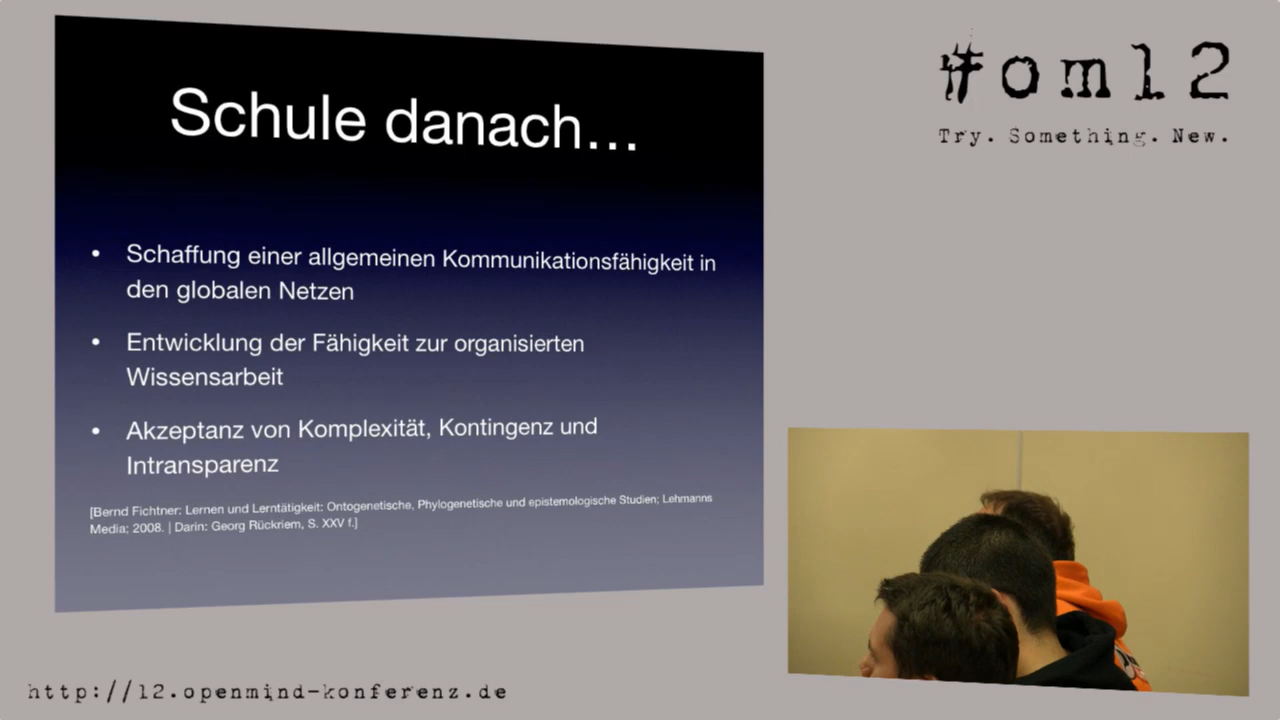 Schule danach...
• Schaffung einer allgemeinen Kommunikationsfähigkeit in
den globalen Netzen
• Entwicklung der Fähigkeit zur organisierten
Wissensarbeit
• Akzeptanz von Komplexität, Kontingenz und
Intransparenz
[Bernd Fichtner: Lernen und Lerntätigkeit: Ontogenetische, Phylogenetische und epistemologische Studien; Lehmanns
Media; 2008. | Darin: Georg Rückriem, S. XXV f.]
#om12
Try. Something. New.
http://12.openmind-konferenz.de